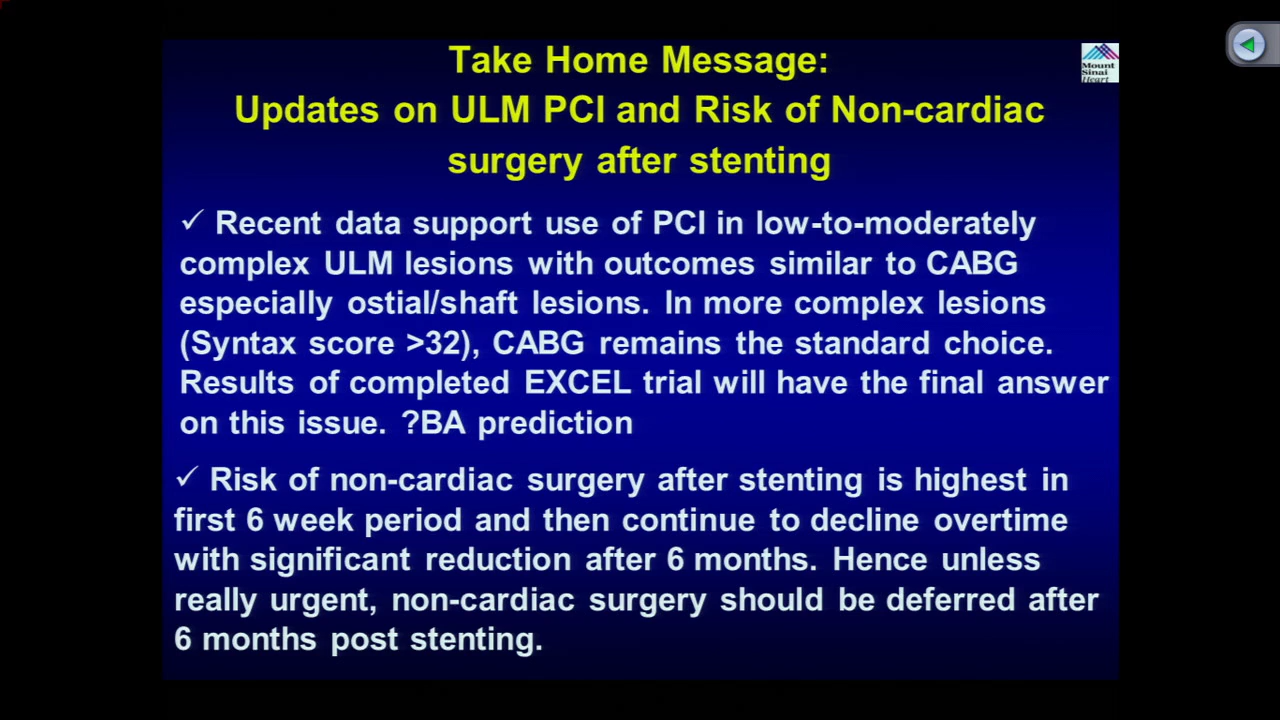 Take Home Message:
Updates on ULM PCI and Risk of Non-cardiac
surgery after stenting
Mount
Sinai
Heart
✓ Recent data support use of PCI in low-to-moderately
complex ULM lesions with outcomes similar to CABG
especially ostial/shaft lesions. In more complex lesions
(Syntax score >32), CABG remains the standard choice.
Results of completed EXCEL trial will have the final answer
on this issue. ?BA prediction
✓ Risk of non-cardiac surgery after stenting is highest in
first 6 week period and then continue to decline overtime
with significant reduction after 6 months. Hence unless
really urgent, non-cardiac surgery should be deferred after
6 months post stenting.